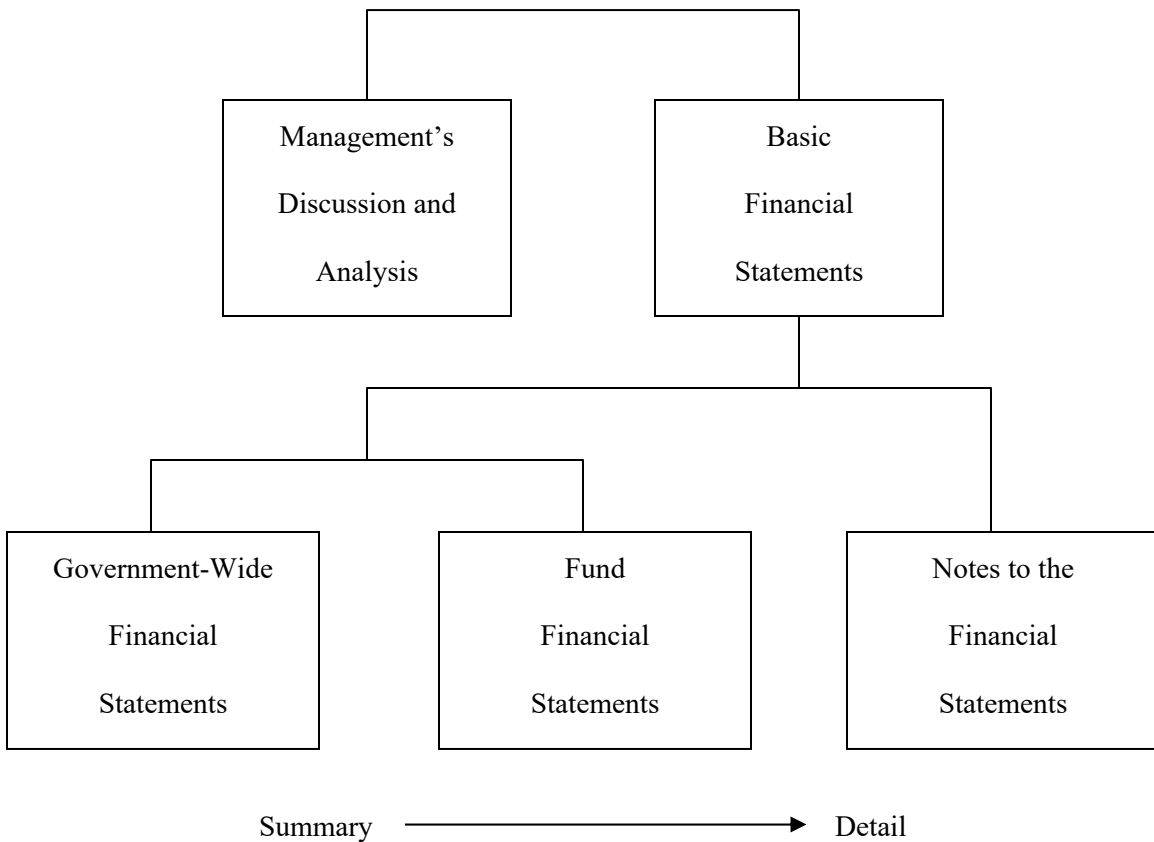 Management’s
Discussion and
Analysis
Basic
Financial
Statements
Government-Wide
Financial
Statements
Fund
Financial
Statements
Notes to the
Financial
Statements
Summary
Detail